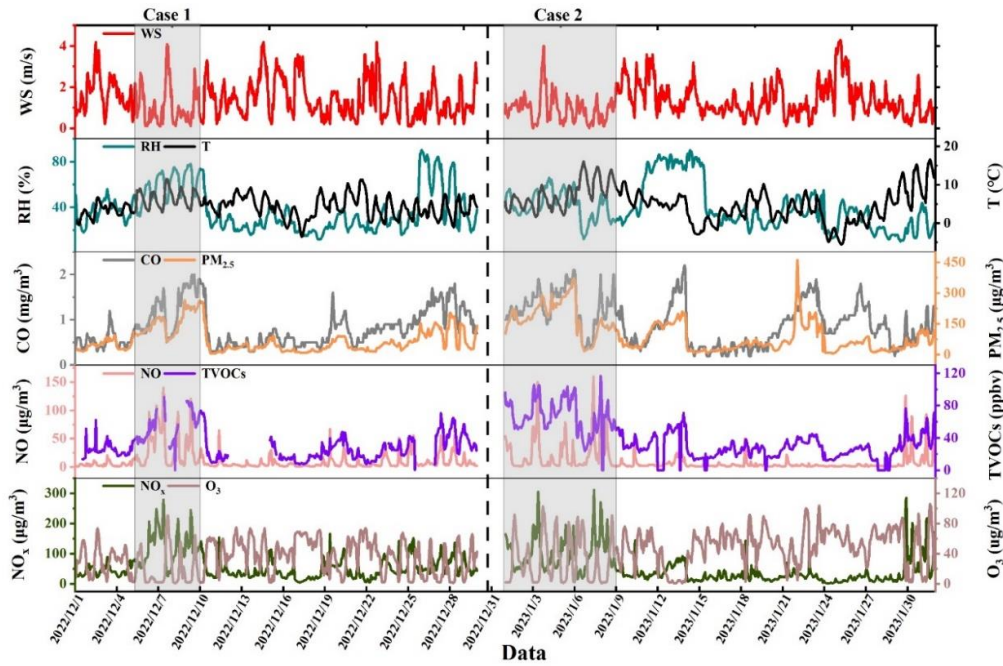 Case 1 Case 2
WS
WS (m/s)
4
2
0
RH T
RH (%)
80
40
T (°C)
20
10
0
CO PM2.5
CO (mg/m³)
2
1
0
PM2.5 (µg/m³)
450
300
150
0
NO TVOCs
NO (µg/m³)
150
100
50
0
TVOCs (ppbv)
120
80
40
0
NOx O3
NOx (µg/m³)
300
200
100
0
O3 (ug/m³)
120
80
40
0
2022/12/1 2022/12/4 2022/12/7 2022/12/10 2022/12/13 2022/12/16 2022/12/19 2022/12/22 2022/12/25 2022/12/28 2022/12/31 2023/1/3 2023/1/6 2023/1/9 2023/1/12 2023/1/15 2023/1/18 2023/1/21 2023/1/24 2023/1/27 2023/1/30
Data